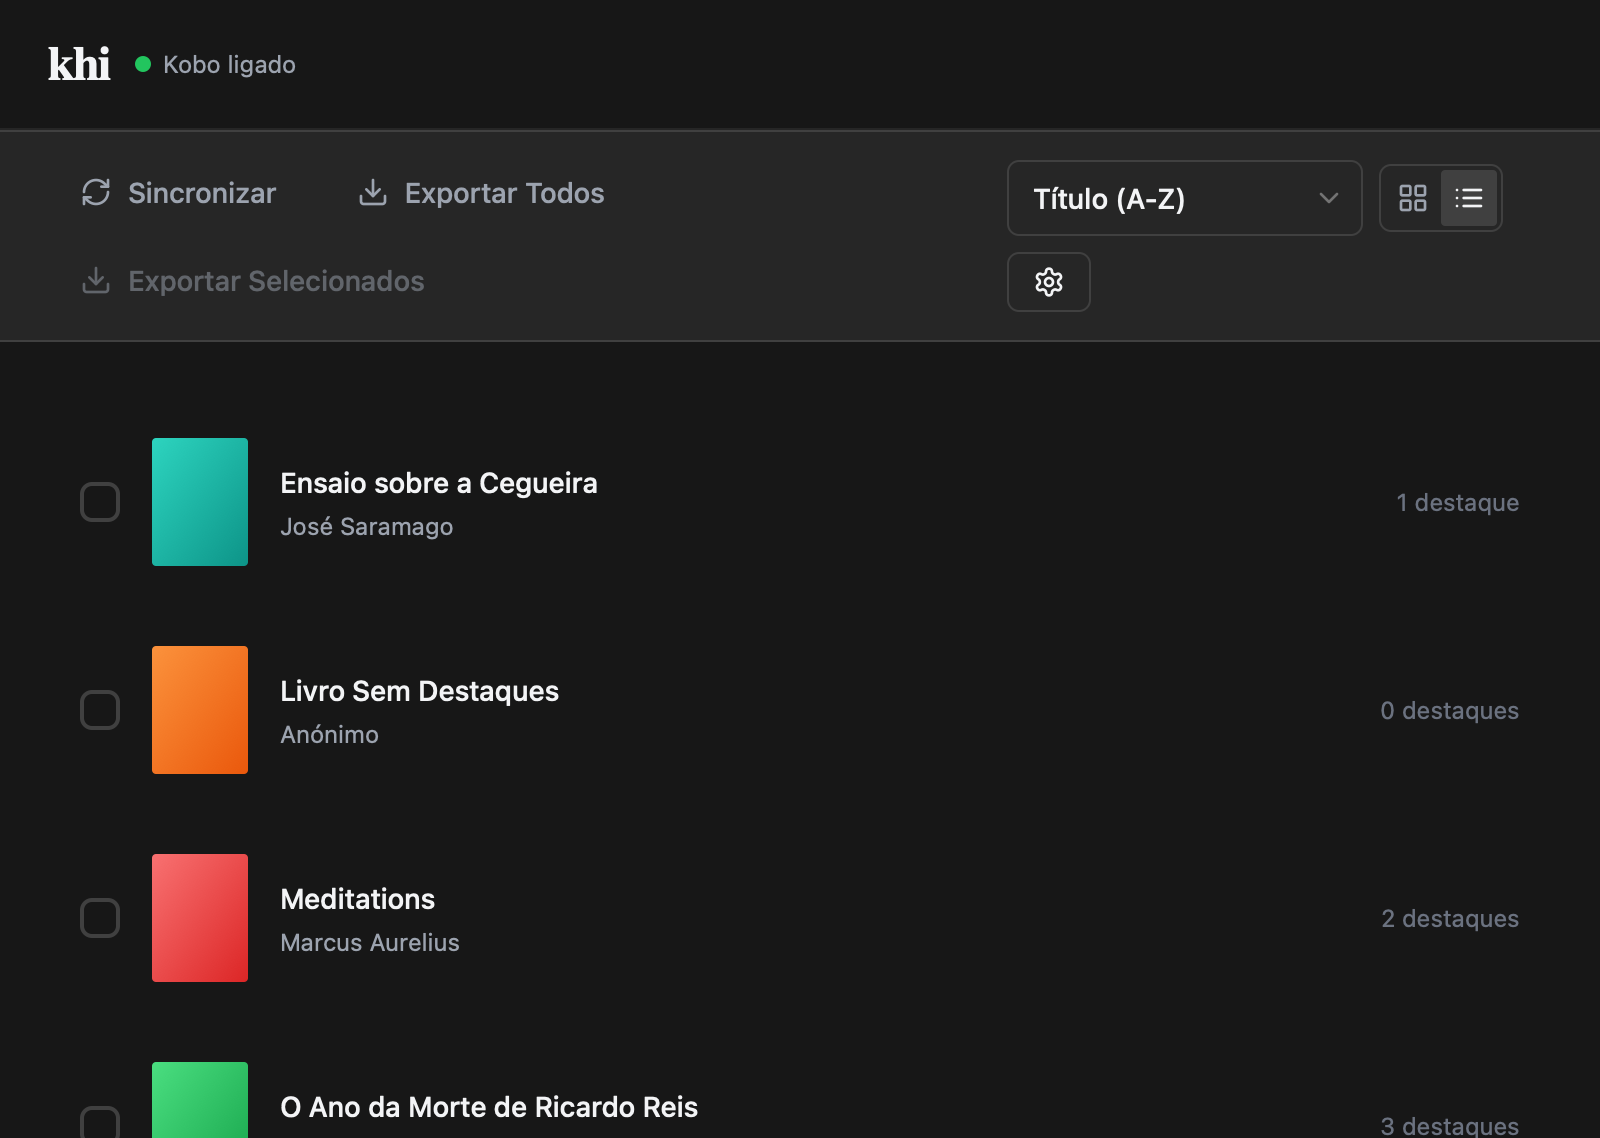 khi
Kobo ligado
Sincronizar
Exportar Todos
Título (A-Z)
Exportar Selecionados
Ensaio sobre a Cegueira
José Saramago
1 destaque
Livro Sem Destaques
Anónimo
0 destaques
Meditations
Marcus Aurelius
2 destaques
O Ano da Morte de Ricardo Reis
3 destaques